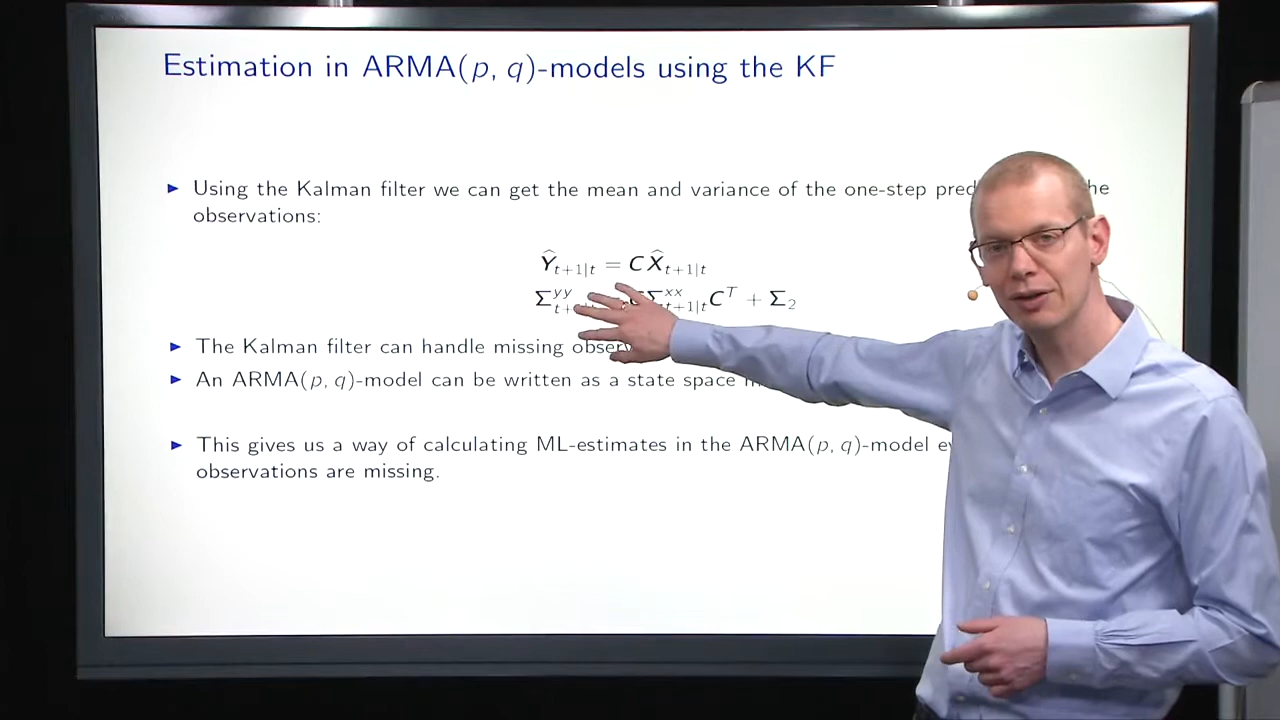 Estimation in ARMA(p, q)-models using the KF
► Using the Kalman filter we can get the mean and variance of the one-step
observations:
Ŷ_{t+1|t} = C X̂_{t+1|t}
Σ^{yy} Σ^{xx}_{t+1|t} C^T + Σ_2
► The Kalman filter can handle missing
► An ARMA(p, q)-model can be written as a state space
► This gives us a way of calculating ML-estimates in the ARMA(p, q)-model
observations are missing.